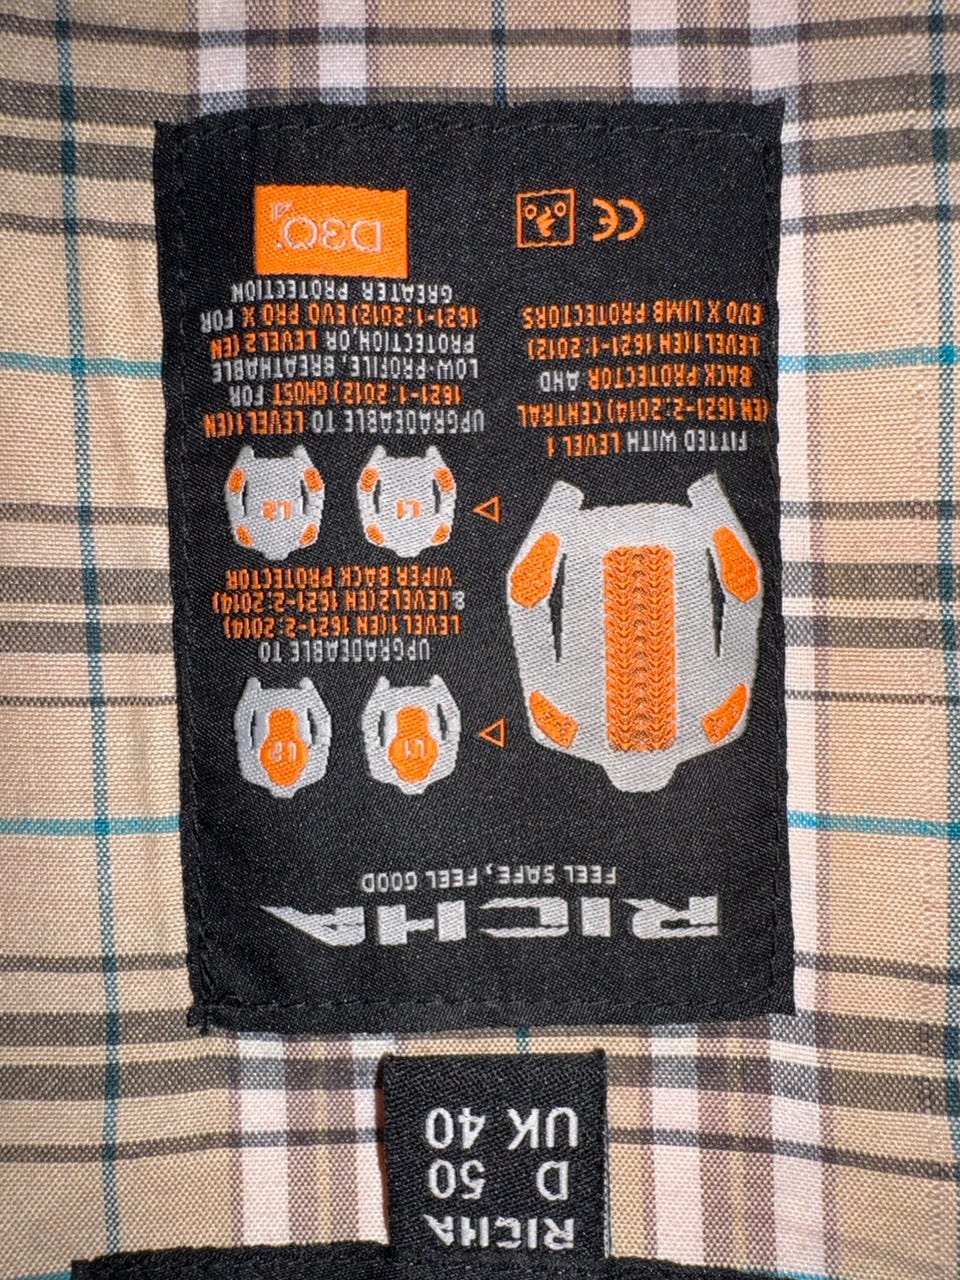 RICHA
D 50
UK 40
RICHA
FEEL SAFE, FEEL GOOD
FITTED WITH LEVEL 1
(EN 1621-2:2014) CENTRAL
BACK PROTECTOR AND
LEVEL 1(EN 1621-1:2012)
EVO X LIMB PROTECTORS
CE
L1
L2
UPGRADEABLE TO
LEVEL 1(EN 1621-2:2014)
& LEVEL2(EN 1621-2:2014)
VIPER BACK PROTECTOR
L1
L2
UPGRADEABLE TO LEVEL 1(EN
1621-1:2012) GHOST FOR
LOW-PROFILE, BREATHABLE
PROTECTION, OR LEVEL 2 (EN
1621-1:2012) EVO PRO X FOR
GREATER PROTECTION
D3O